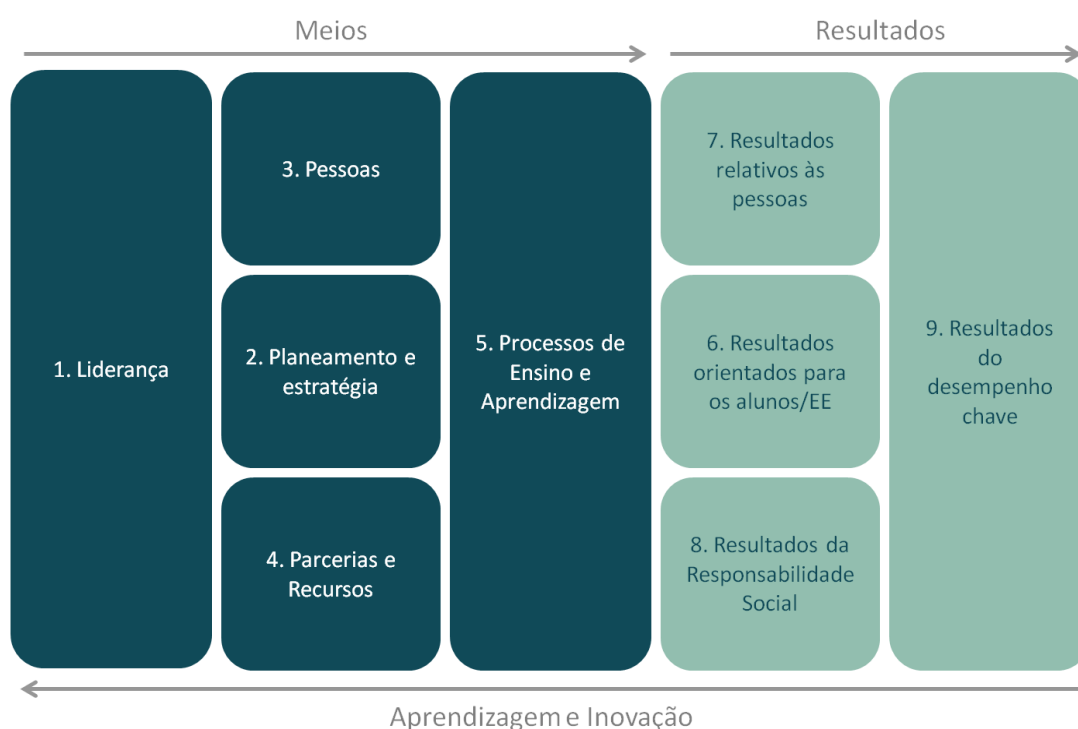 Meios
Resultados
1. Liderança
3. Pessoas
2. Planeamento e
estratégia
4. Parcerias e
Recursos
5. Processos de
Ensino e
Aprendizagem
7. Resultados
relativos às
pessoas
6. Resultados
orientados para
os alunos/EE
8. Resultados da
Responsabilidade
Social
9. Resultados
do
desempenho
chave
Aprendizagem e Inovação